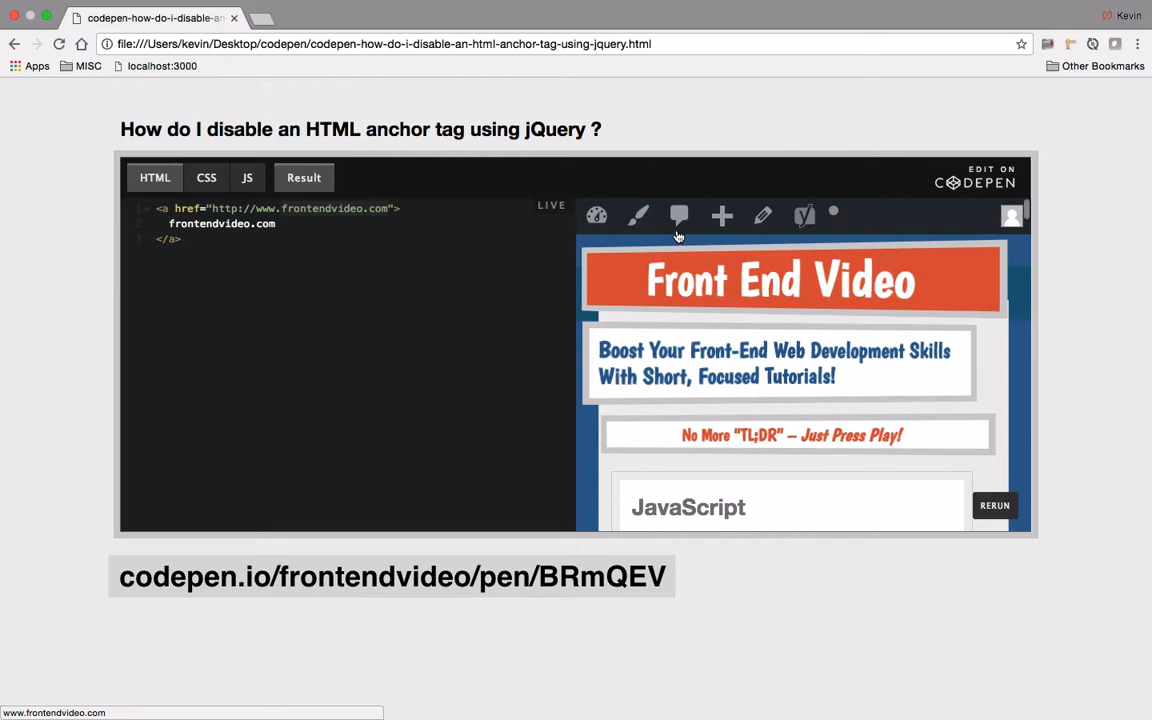 codepen-how-do-i-disable-an
Kevin
file:///Users/kevin/Desktop/codepen/codepen-how-do-i-disable-an-html-anchor-tag-using-jquery.html
Apps MISC localhost:3000 Other Bookmarks
How do I disable an HTML anchor tag using jQuery ?
HTML CSS JS Result EDIT ON
CODEPEN
1 <a href="http://www.frontendvideo.com">
2 frontendvideo.com
3 </a>
LIVE
Front End Video
Boost Your Front-End Web Development Skills
With Short, Focused Tutorials!
No More "TL;DR" – Just Press Play!
JavaScript
RERUN
codepen.io/frontendvideo/pen/BRmQEV
www.frontendvideo.com